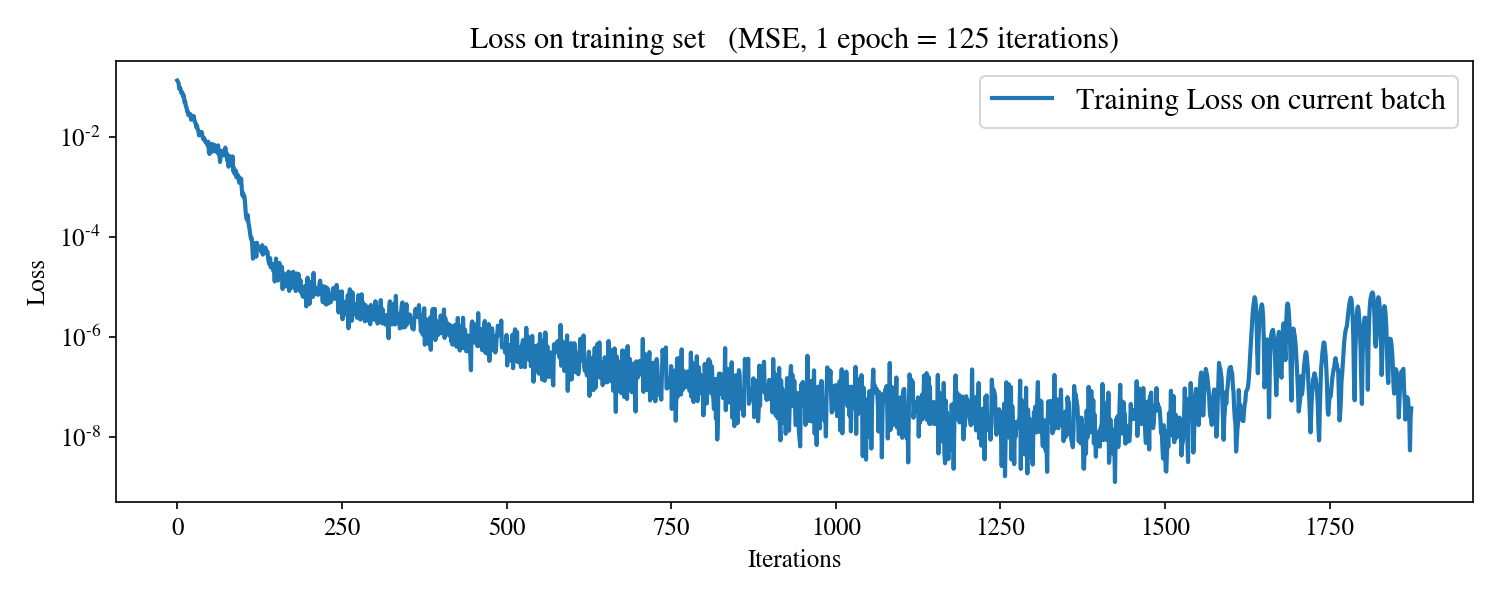 Loss on training set (MSE, 1 epoch = 125 iterations)
Training Loss on current batch
Loss
10-2
10-4
10-6
10-8
0 250 500 750 1000 1250 1500 1750
Iterations